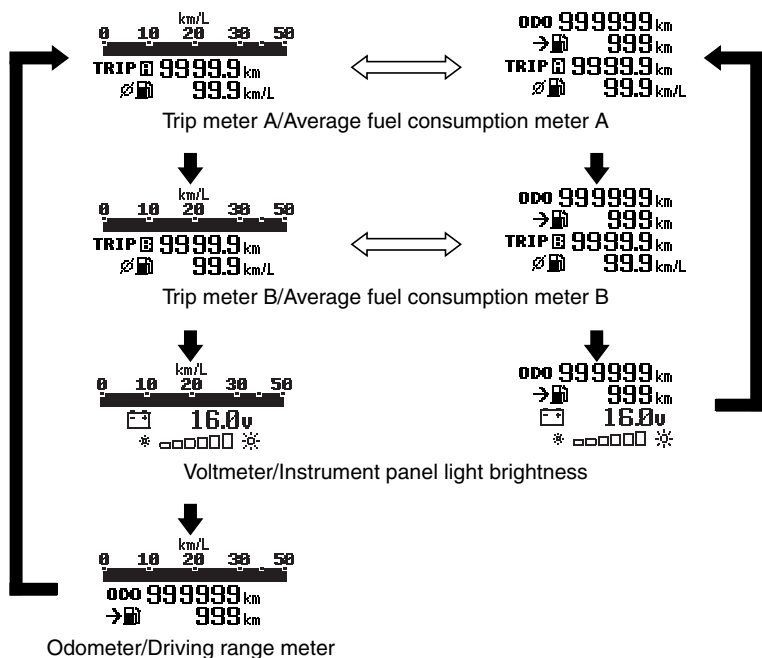 km/L
0 10 20 30 50
TRIP A 9999.9 km
99.9 km/L
ODO 999999 km
999 km
TRIP A 9999.9 km
99.9 km/L
Trip meter A/Average fuel consumption meter A
km/L
0 10 20 30 50
TRIP B 9999.9 km
99.9 km/L
ODO 999999 km
999 km
TRIP B 9999.9 km
99.9 km/L
Trip meter B/Average fuel consumption meter B
km/L
0 10 20 30 50
16.0v
ODO 999999 km
999 km
16.0v
Voltmeter/Instrument panel light brightness
km/L
0 10 20 30 50
ODO 999999 km
999 km
Odometer/Driving range meter